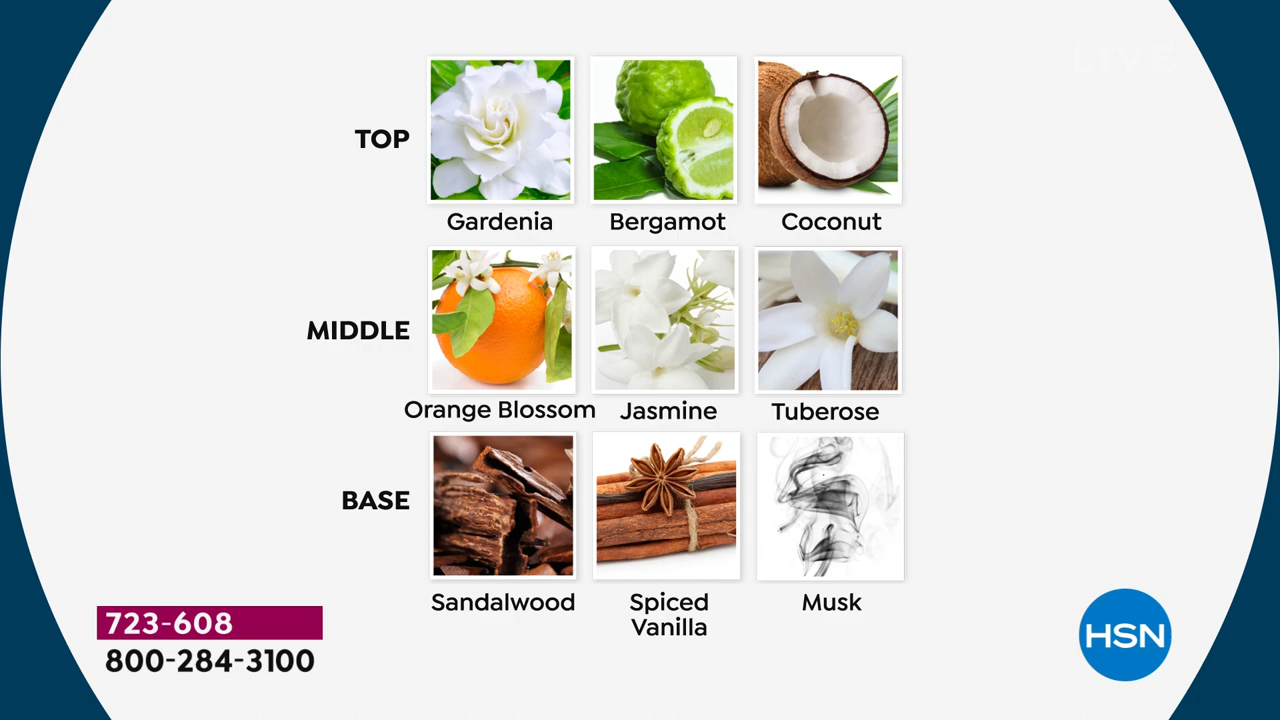 LIVE
TOP
Gardenia
Bergamot
Coconut
MIDDLE
Orange Blossom
Jasmine
Tuberose
BASE
Sandalwood
Spiced
Vanilla
Musk
723-608
800-284-3100
HSN